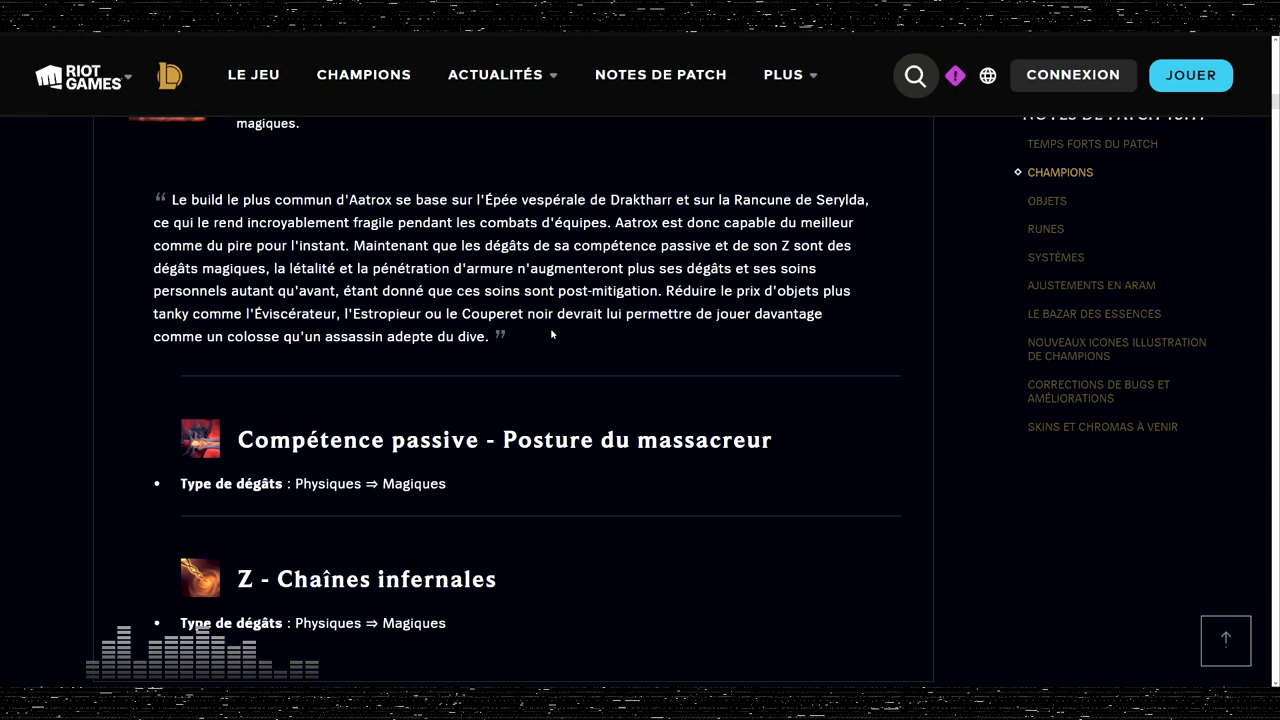 RIOT GAMES
LE JEU
CHAMPIONS
ACTUALITÉS
NOTES DE PATCH
PLUS
CONNEXION
JOUER
magiques.
“ Le build le plus commun d'Aatrox se base sur l'Épée vespérale de Draktharr et sur la Rancune de Serylda,
ce qui le rend incroyablement fragile pendant les combats d'équipes. Aatrox est donc capable du meilleur
comme du pire pour l'instant. Maintenant que les dégâts de sa compétence passive et de son Z sont des
dégâts magiques, la létalité et la pénétration d'armure n'augmenteront plus ses dégâts et ses soins
personnels autant qu'avant, étant donné que ces soins sont post-mitigation. Réduire le prix d'objets plus
tanky comme l'Éviscérateur, l'Estropieur ou le Couperet noir devrait lui permettre de jouer davantage
comme un colosse qu'un assassin adepte du dive. ”
Compétence passive - Posture du massacreur
• Type de dégâts : Physiques ⇒ Magiques
Z - Chaînes infernales
• Type de dégâts : Physiques ⇒ Magiques
TEMPS FORTS DU PATCH
CHAMPIONS
OBJETS
RUNES
SYSTÈMES
AJUSTEMENTS EN ARAM
LE BAZAR DES ESSENCES
NOUVEAUX ICONES ILLUSTRATION
DE CHAMPIONS
CORRECTIONS DE BUGS ET
AMÉLIORATIONS
SKINS ET CHROMAS À VENIR